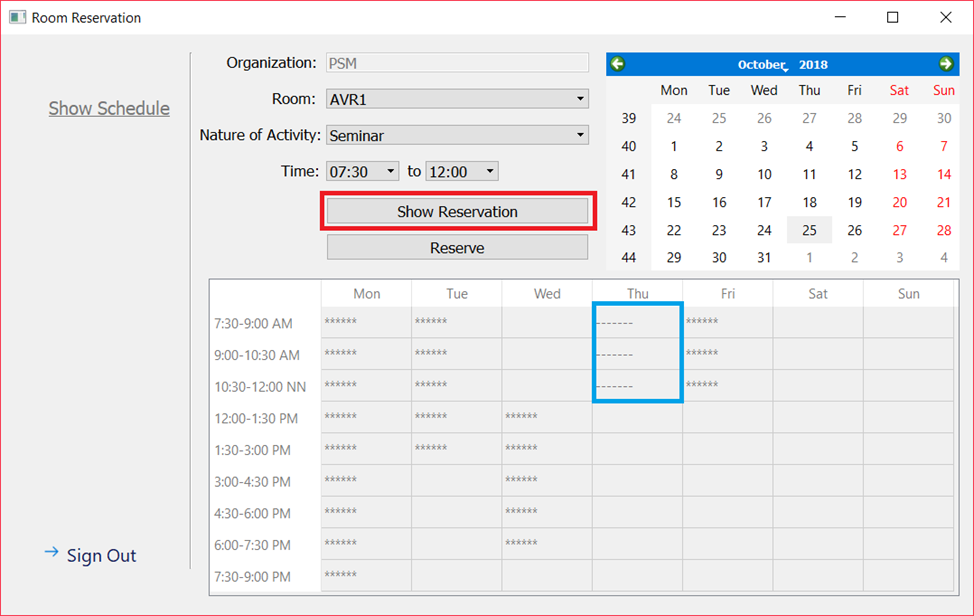 Room Reservation
Show Schedule
Organization: PSM
Room: AVR1
Nature of Activity: Seminar
Time: 07:30 to 12:00
Show Reservation
Reserve
October, 2018
Mon Tue Wed Thu Fri Sat Sun
39 24 25 26 27 28 29 30
40 1 2 3 4 5 6 7
41 8 9 10 11 12 13 14
42 15 16 17 18 19 20 21
43 22 23 24 25 26 27 28
44 29 30 31 1 2 3 4
Mon Tue Wed Thu Fri Sat Sun
7:30-9:00 AM ****** ****** ------- ******
9:00-10:30 AM ****** ****** ------- ******
10:30-12:00 NN ****** ****** ------- ******
12:00-1:30 PM ****** ****** ******
1:30-3:00 PM ****** ****** ******
3:00-4:30 PM ****** ******
4:30-6:00 PM ****** ******
6:00-7:30 PM ****** ******
7:30-9:00 PM ******
Sign Out